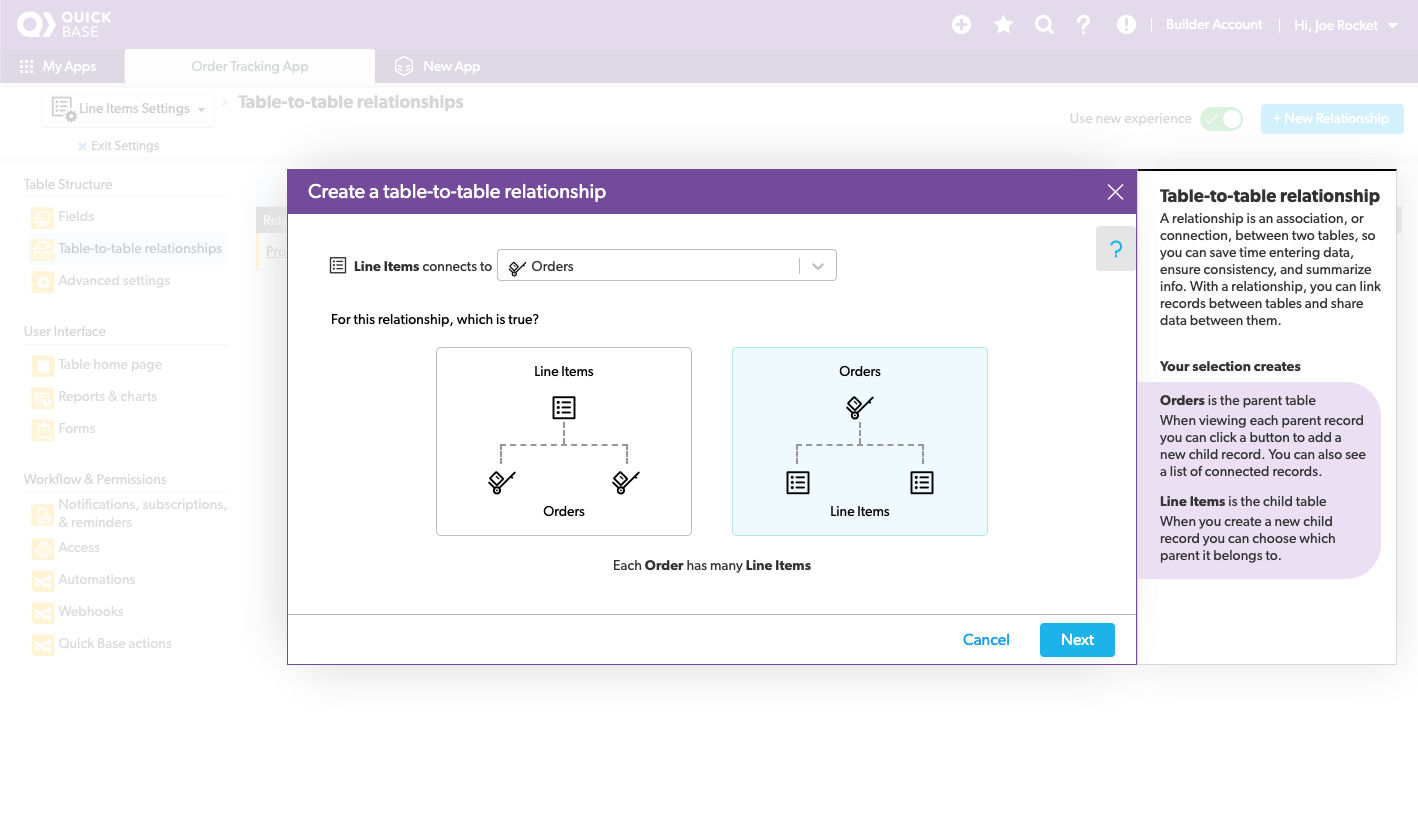 QUICK
BASE
Builder Account
Hi, Joe Rocket
My Apps
Order Tracking App
New App
Line Items Settings
Table-to-table relationships
Use new experience
+ New Relationship
Exit Settings
Table Structure
Fields
Table-to-table relationships
Advanced settings
User Interface
Table home page
Reports & charts
Forms
Workflow & Permissions
Notifications, subscriptions,
& reminders
Access
Automations
Webhooks
Quick Base actions
Create a table-to-table relationship
?
Line Items connects to Orders
For this relationship, which is true?
Line Items
Orders
Orders
Line Items
Each Order has many Line Items
Cancel
Next
Table-to-table relationship
A relationship is an association, or
connection, between two tables, so
you can save time entering data,
ensure consistency, and summarize
info. With a relationship, you can link
records between tables and share
data between them.
Your selection creates
Orders is the parent table
When viewing each parent record
you can click a button to add a
new child record. You can also see
a list of connected records.
Line Items is the child table
When you create a new child
record you can choose which
parent it belongs to.